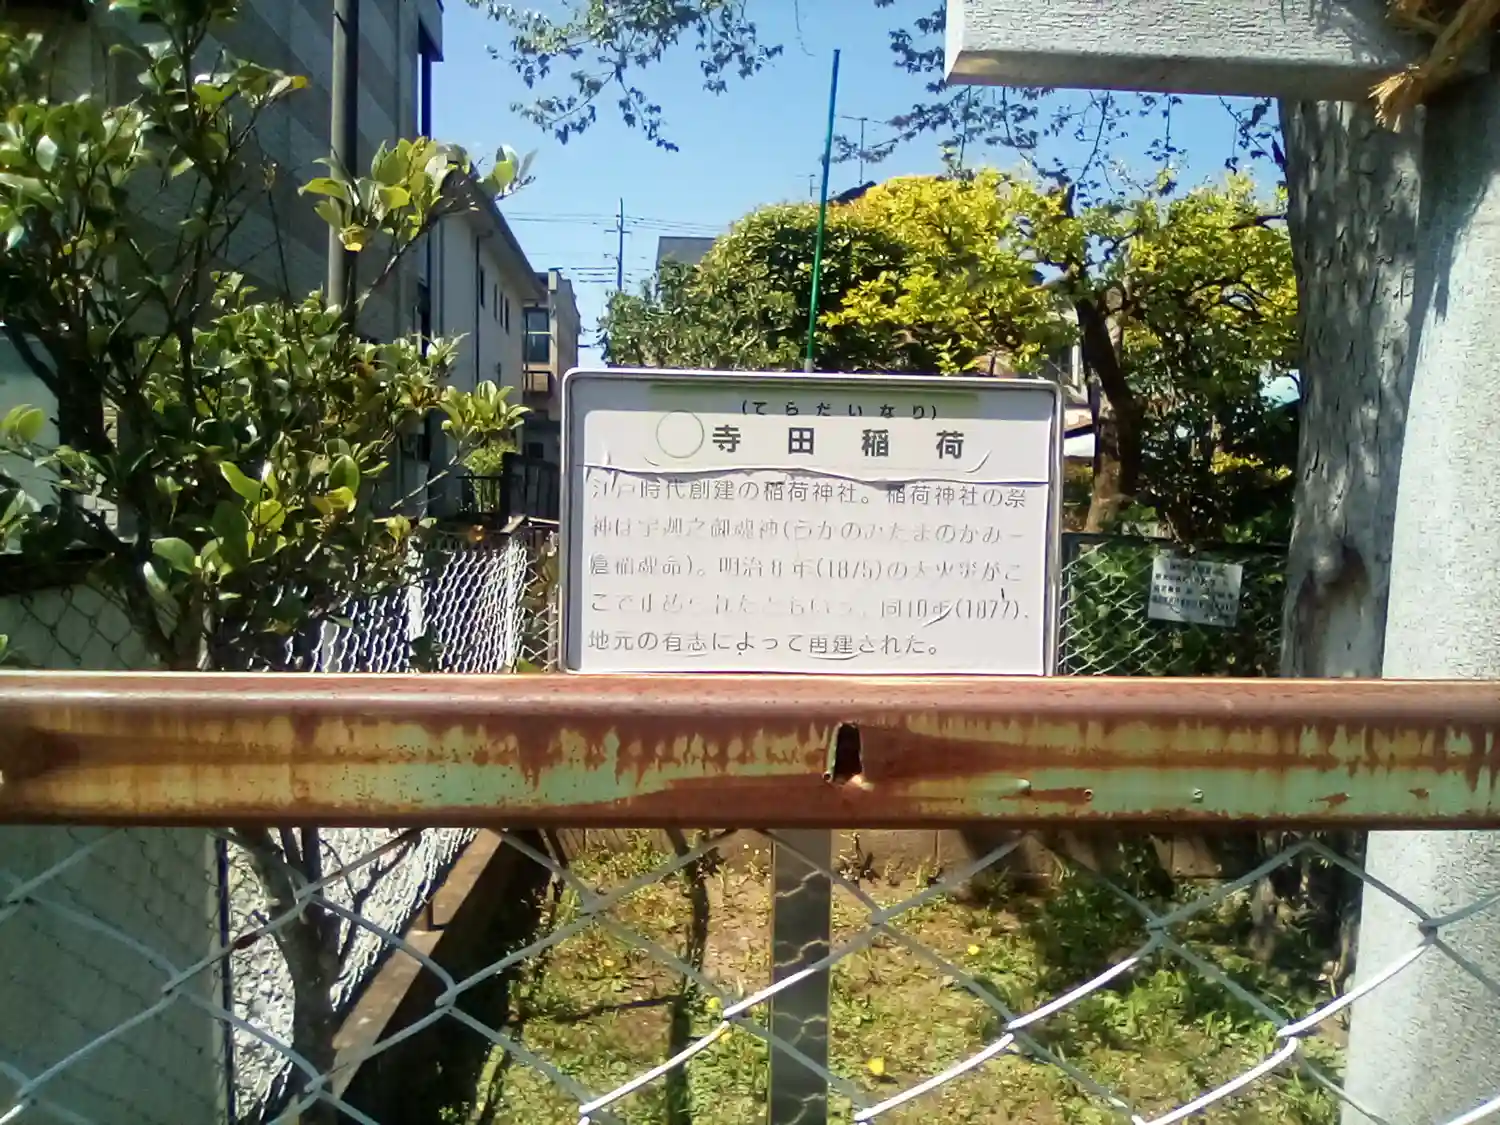 (てらだいなり)
寺田稲荷
江戸時代創建の稲荷神社。稲荷神社の祭
神は宇迦之御魂神(うかのみたまのかみー
倉稲魂命)。明治8年(1875)の大火災がこ
こで止められたともいう。同10年(1877)、
地元の有志によって再建された。